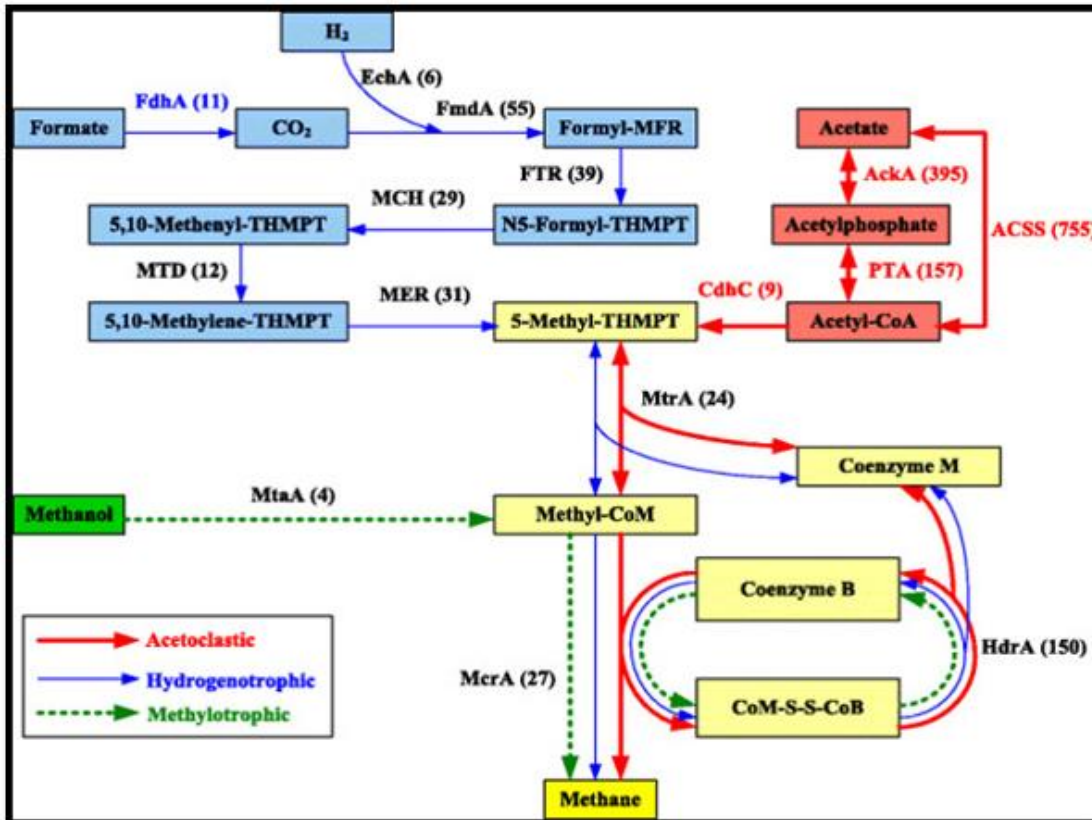 H₂
EchA (6)
FdhA (11)
FmdA (55)
Formate
CO₂
Formyl-MFR
Acetate
FTR (39)
AckA (395)
MCH (29)
5,10-Methenyl-THMPT
N5-Formyl-THMPT
Acetylphosphate
ACSS (755)
MTD (12)
MER (31)
CdhC (9)
PTA (157)
5,10-Methylene-THMPT
5-Methyl-THMPT
Acetyl-CoA
MtrA (24)
Coenzyme M
MtaA (4)
Methanol
Methyl-CoM
Coenzyme B
Acetoclastic
HdrA (150)
Hydrogenotrophic
McrA (27)
CoM-S-S-CoB
Methylotrophic
Methane